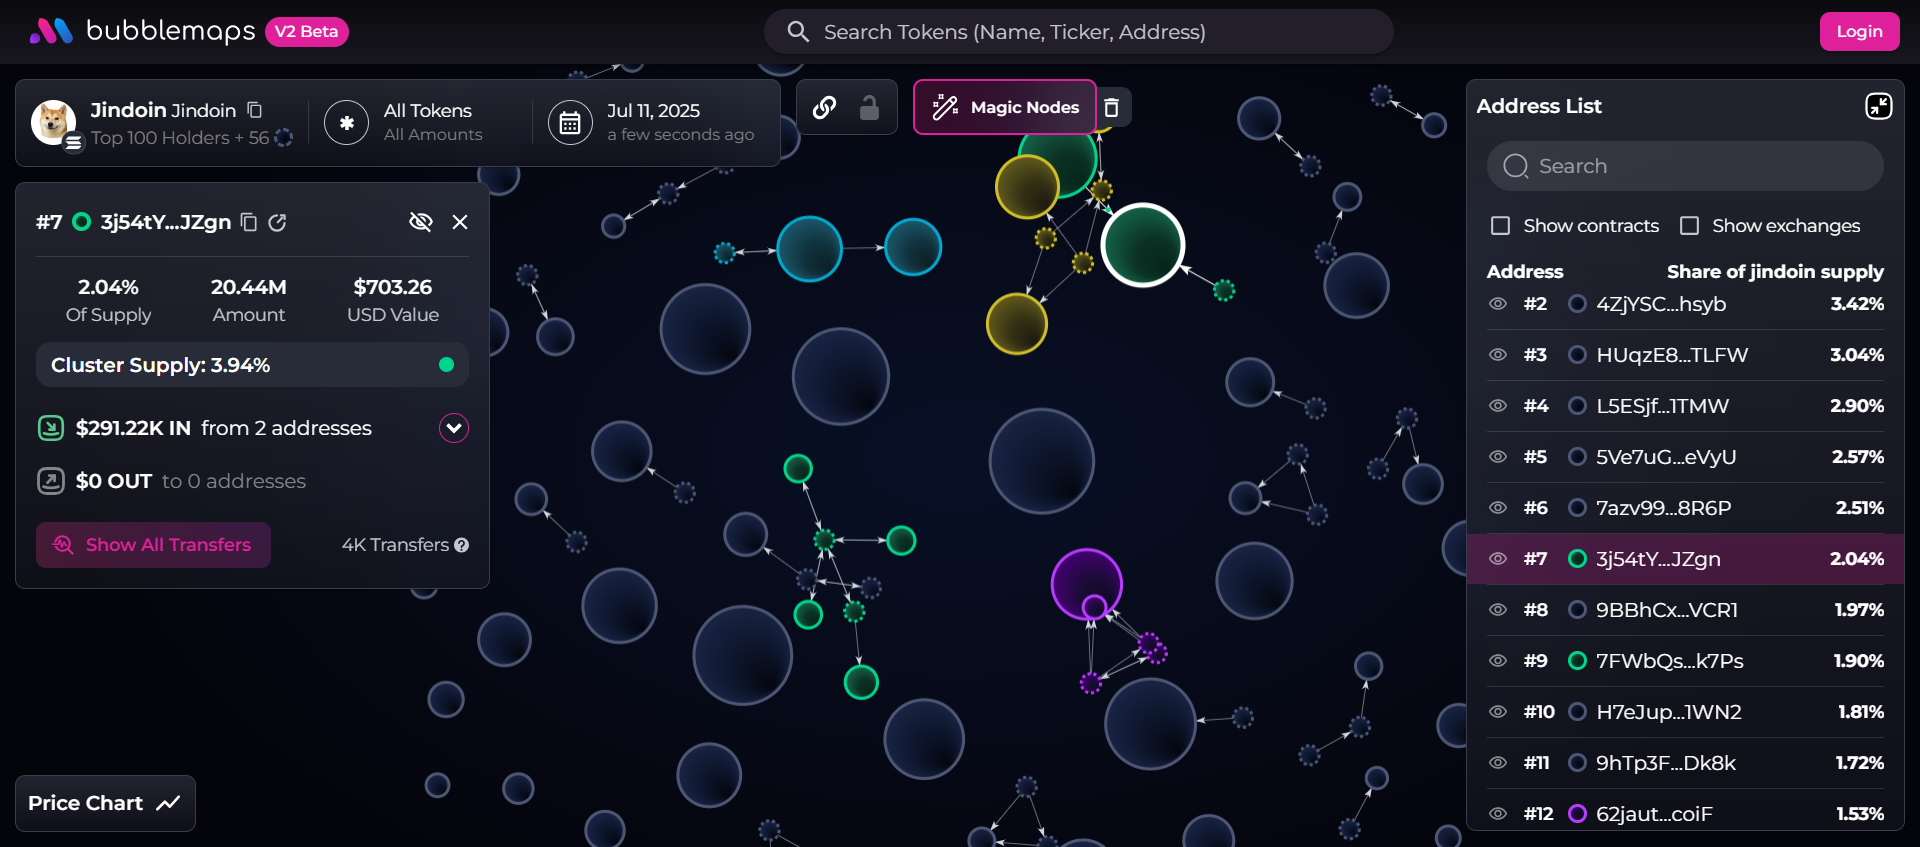 bubblemaps V2 Beta
Search Tokens (Name, Ticker, Address)
Login
Jindoin Jindoin
Top 100 Holders + 56
All Tokens
All Amounts
Jul 11, 2025
a few seconds ago
Magic Nodes
#7 3j54tY...JZgn
2.04% 20.44M $703.26
Of Supply Amount USD Value
Cluster Supply: 3.94%
$291.22K IN from 2 addresses
$0 OUT to 0 addresses
Show All Transfers 4K Transfers ?
Price Chart
Address List
Search
Show contracts Show exchanges
Address Share of jindoin supply
#2 4ZjYSC...hsyb 3.42%
#3 HUqzE8...TLFW 3.04%
#4 L5ESjf...1TMW 2.90%
#5 5Ve7uG...eVyU 2.57%
#6 7azv99...8R6P 2.51%
#7 3j54tY...JZgn 2.04%
#8 9BBhCx...VCR1 1.97%
#9 7FWbQs...k7Ps 1.90%
#10 H7eJup...1WN2 1.81%
#11 9hTp3F...Dk8k 1.72%
#12 62jaut...coiF 1.53%